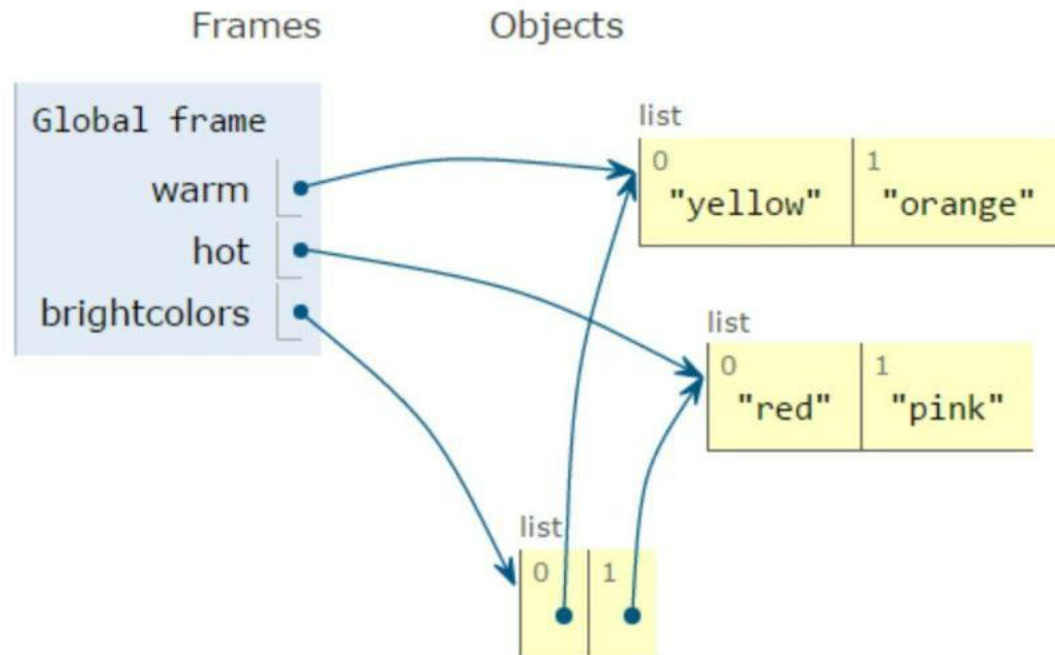 Frames Objects
Global frame
warm
hot
brightcolors
list
0 1
"yellow" "orange"
list
0 1
"red" "pink"
list
0 1